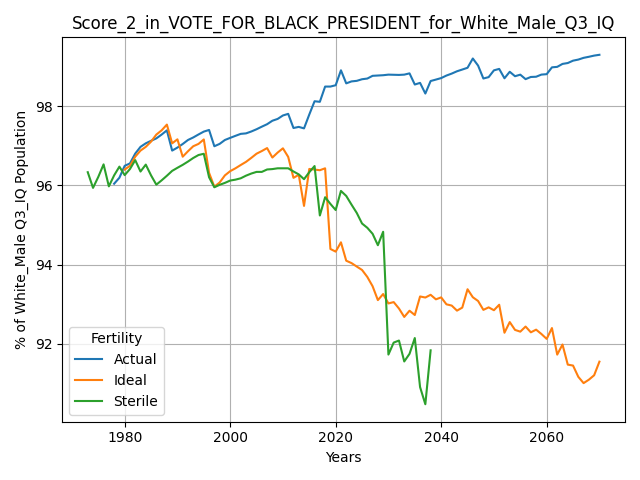 Score_2_in_VOTE_FOR_BLACK_PRESIDENT_for_White_Male_Q3_IQ
% of White_Male Q3_IQ Population
98
96
94
92
Fertility
Actual
Ideal
Sterile
1980
2000
2020
2040
2060
Years